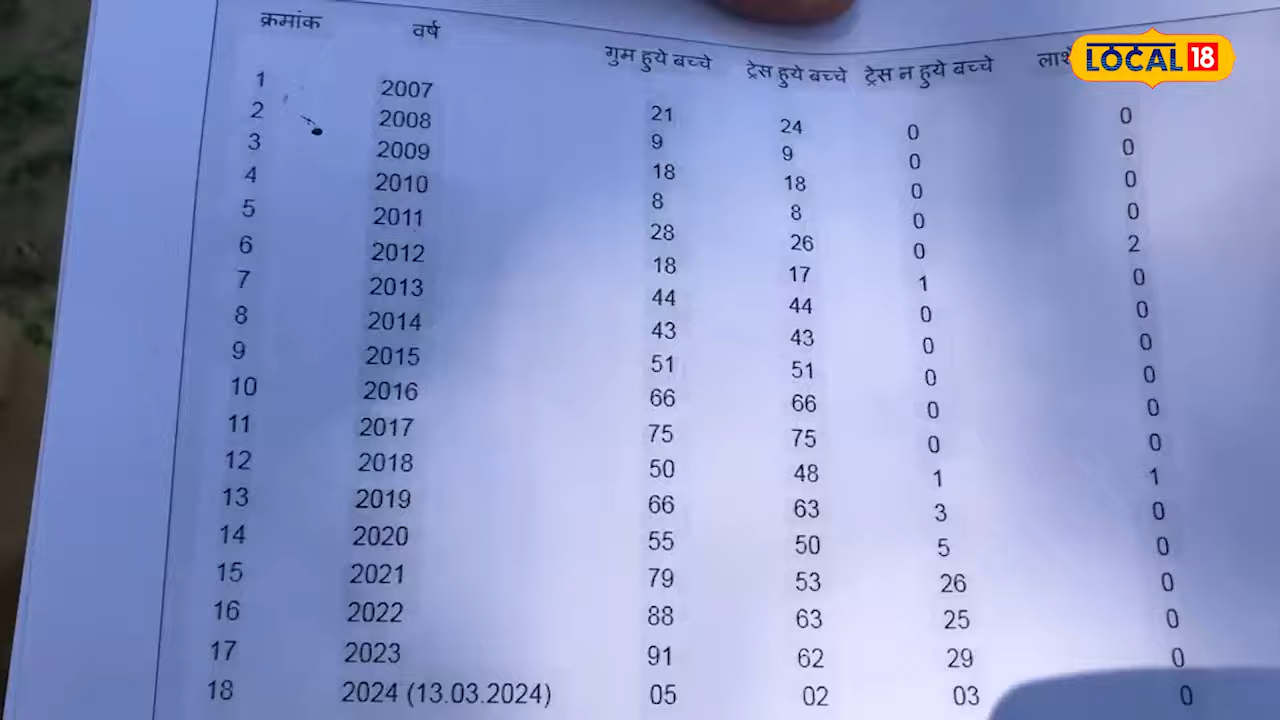 क्रमांक वर्ष गुम हुये बच्चे ट्रेस हुये बच्चे ट्रेस न हुये बच्चे
LOCAL 18
1 2007 21 24 0 0
2 2008 9 9 0 0
3 2009 18 18 0 0
4 2010 8 8 0 0
5 2011 28 26 0 2
6 2012 18 17 1 0
7 2013 44 44 0 0
8 2014 43 43 0 0
9 2015 51 51 0 0
10 2016 66 66 0 0
11 2017 75 75 0 0
12 2018 50 48 1 1
13 2019 66 63 3 0
14 2020 55 50 5 0
15 2021 79 53 26 0
16 2022 88 63 25 0
17 2023 91 62 29 0
18 2024 (13.03.2024) 05 02 03 0